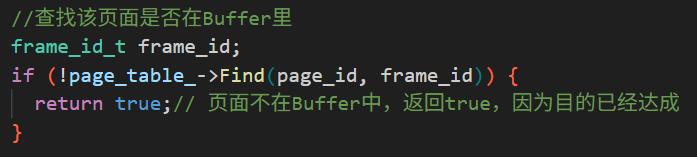 //查找该页面是否在Buffer里
frame_id_t frame_id;
if (!page_table_->Find(page_id, frame_id)) {
  return true;// 页面不在Buffer中，返回true，因为目的已经达成
}